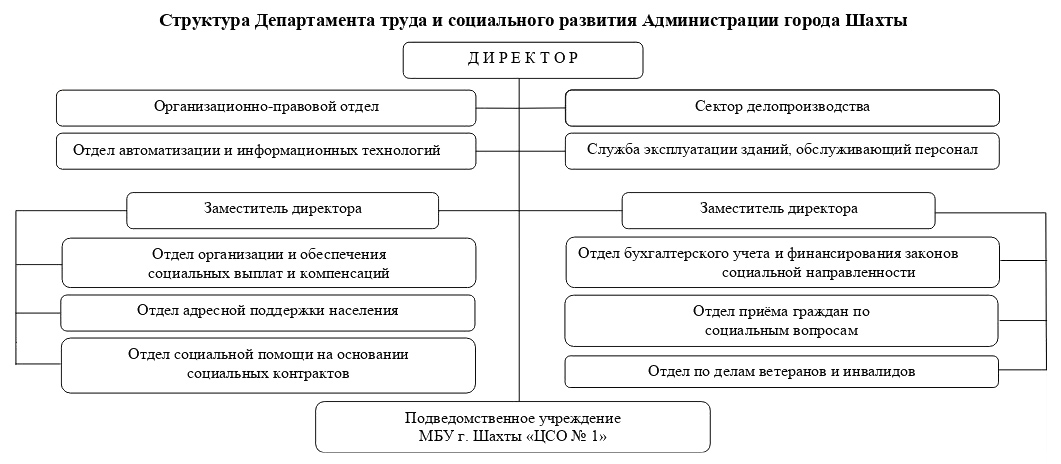 Структура Департамента труда и социального развития Администрации города Шахты
Д И Р Е К Т О Р
Организационно-правовой отдел
Сектор делопроизводства
Отдел автоматизации и информационных технологий
Служба эксплуатации зданий, обслуживающий персонал
Заместитель директора
Заместитель директора
Отдел организации и обеспечения
социальных выплат и компенсаций
Отдел адресной поддержки населения
Отдел социальной помощи на основании
социальных контрактов
Отдел бухгалтерского учета и финансирования законов
социальной направленности
Отдел приёма граждан по
социальным вопросам
Отдел по делам ветеранов и инвалидов
Подведомственное учреждение
МБУ г. Шахты «ЦСО № 1»